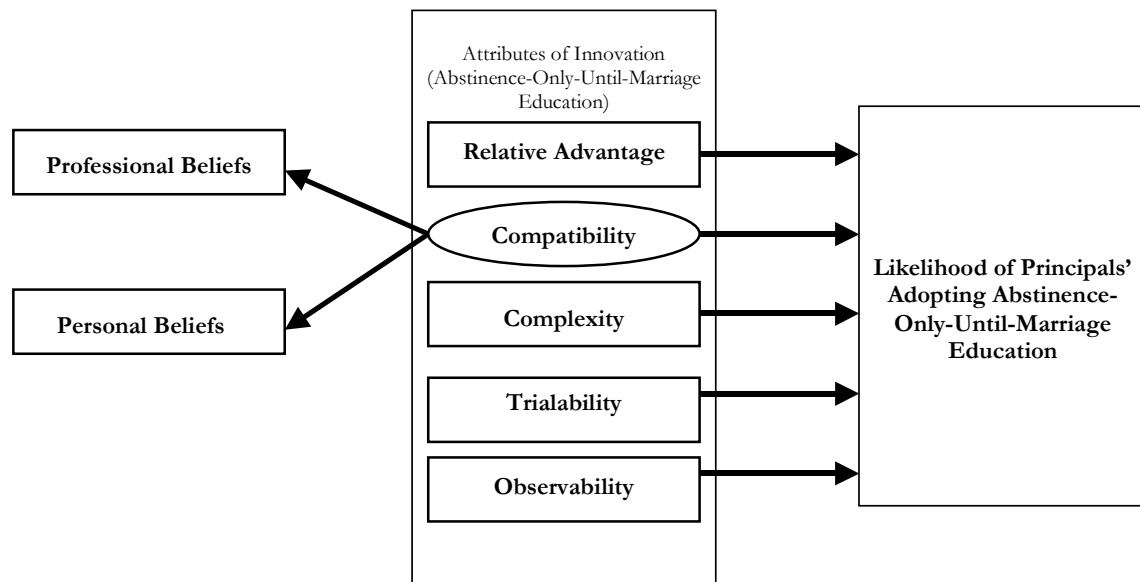 Attributes of Innovation
(Abstinence-Only-Until-Marriage
Education)
Professional Beliefs
Personal Beliefs
Relative Advantage
Compatibility
Complexity
Trialability
Observability
Likelihood of Principals’
Adopting Abstinence-
Only-Until-Marriage
Education